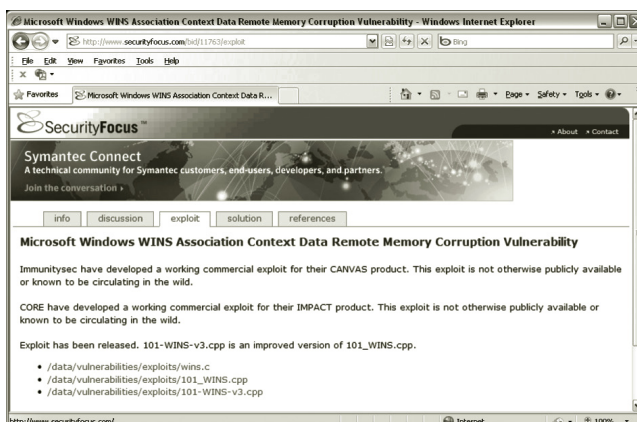 Microsoft Windows WINS Association Context Data Remote Memory Corruption Vulnerability - Windows Internet Explorer
http://www.securityfocus.com/bid/11763/exploit
Bing
File Edit View Favorites Tools Help
Favorites
Microsoft Windows WINS Association Context Data R...
Page Safety Tools
SecurityFocus™
About Contact
Symantec Connect
A technical community for Symantec customers, end-users, developers, and partners.
Join the conversation
info discussion exploit solution references
Microsoft Windows WINS Association Context Data Remote Memory Corruption Vulnerability
Immunitysec have developed a working commercial exploit for their CANVAS product. This exploit is not otherwise publicly available
or known to be circulating in the wild.
CORE have developed a working commercial exploit for their IMPACT product. This exploit is not otherwise publicly available or
known to be circulating in the wild.
Exploit has been released. 101-WINS-v3.cpp is an improved version of 101_WINS.cpp.
• /data/vulnerabilities/exploits/wins.c
• /data/vulnerabilities/exploits/101_WINS.cpp
• /data/vulnerabilities/exploits/101-WINS-v3.cpp
http://www.securityfocus.com/
Internet
100%